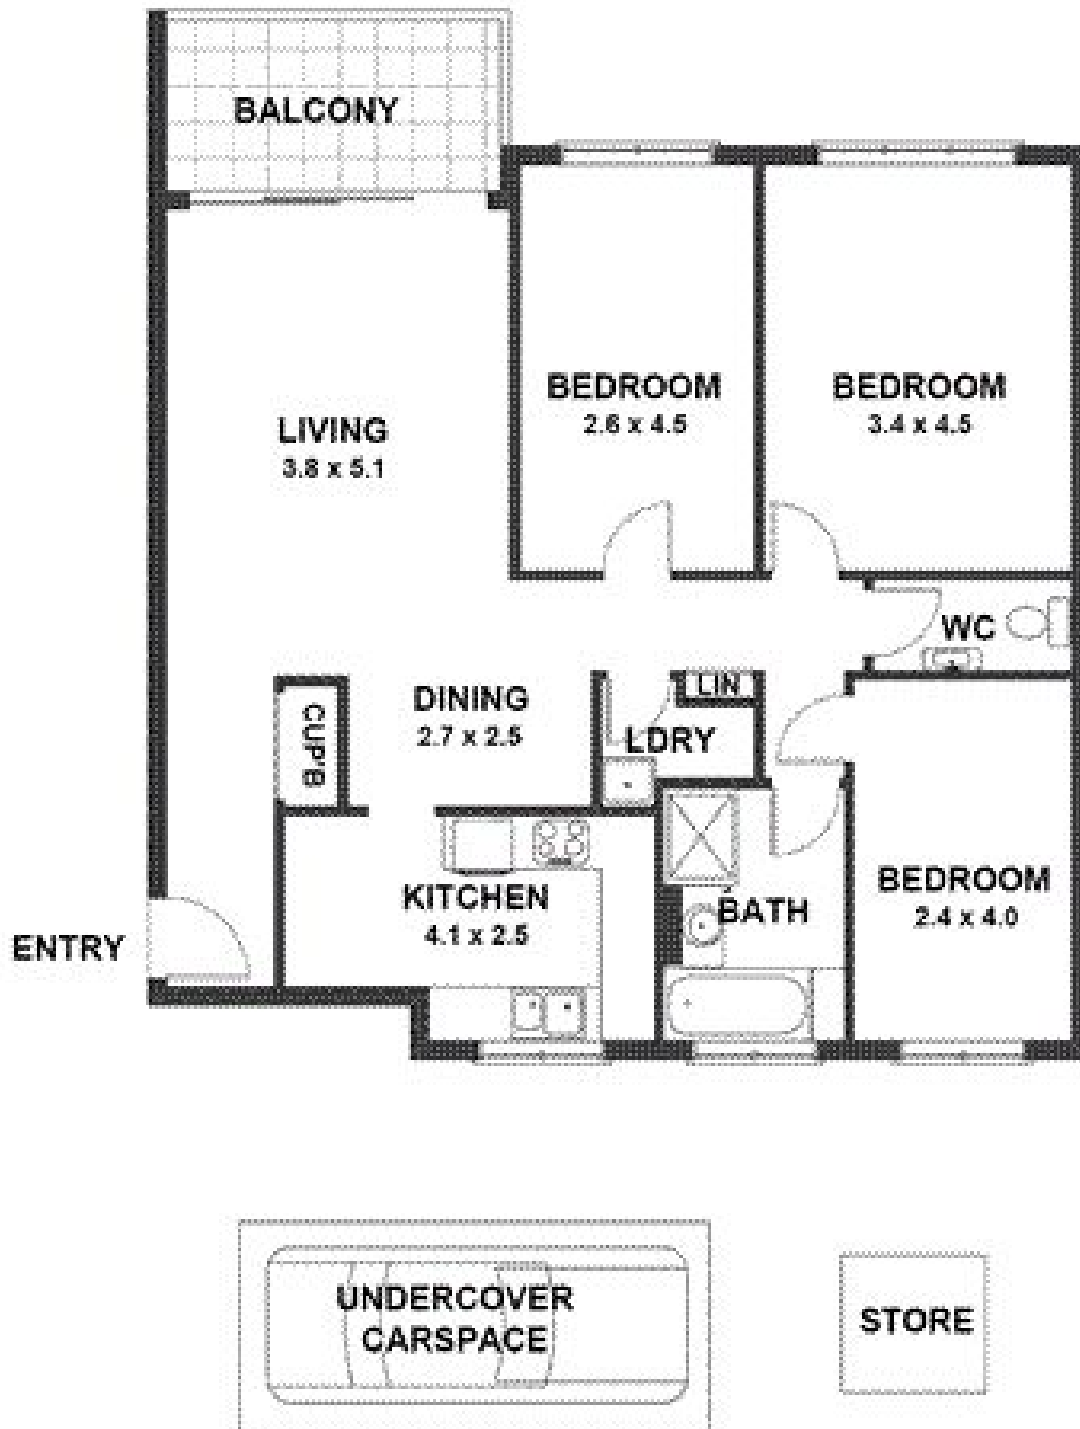 BALCONY
BEDROOM
2.6 x 4.5
BEDROOM
3.4 x 4.5
LIVING
3.8 x 5.1
WC
LIN
DINING
2.7 x 2.5
CUP'B
LDRY
KITCHEN
4.1 x 2.5
BATH
BEDROOM
2.4 x 4.0
ENTRY
UNDERCOVER
CARSPACE
STORE